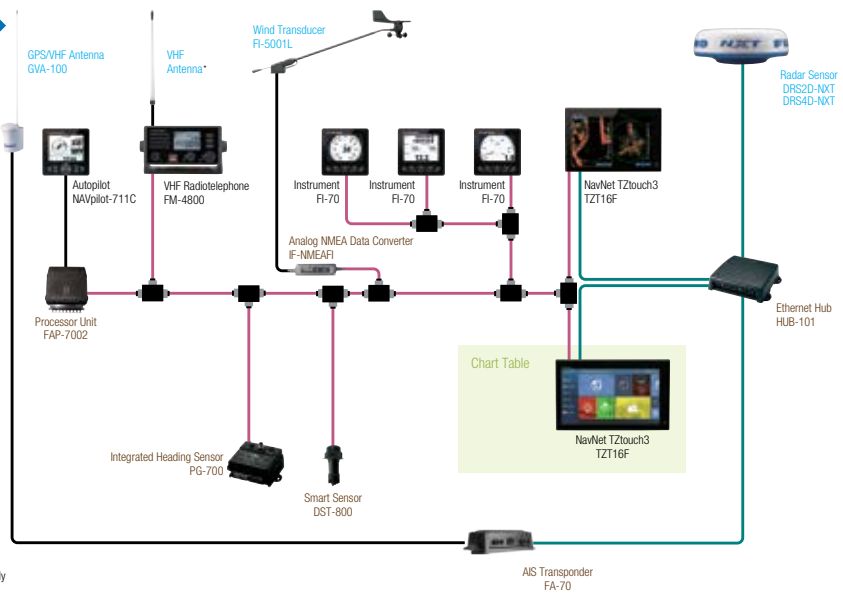 GPS/VHF Antenna
GVA-100
VHF
Antenna*
Wind Transducer
FI-5001L
NXT
Radar Sensor
DRS2D-NXT
DRS4D-NXT
Autopilot
NAVpilot-711C
VHF Radiotelephone
FM-4800
Instrument
FI-70
Instrument
FI-70
Instrument
FI-70
NavNet TZtouch3
TZT16F
Analog NMEA Data Converter
IF-NMEAFI
Processor Unit
FAP-7002
Ethernet Hub
HUB-101
Chart Table
NavNet TZtouch3
TZT16F
Integrated Heading Sensor
PG-700
Smart Sensor
DST-800
AIS Transponder
FA-70